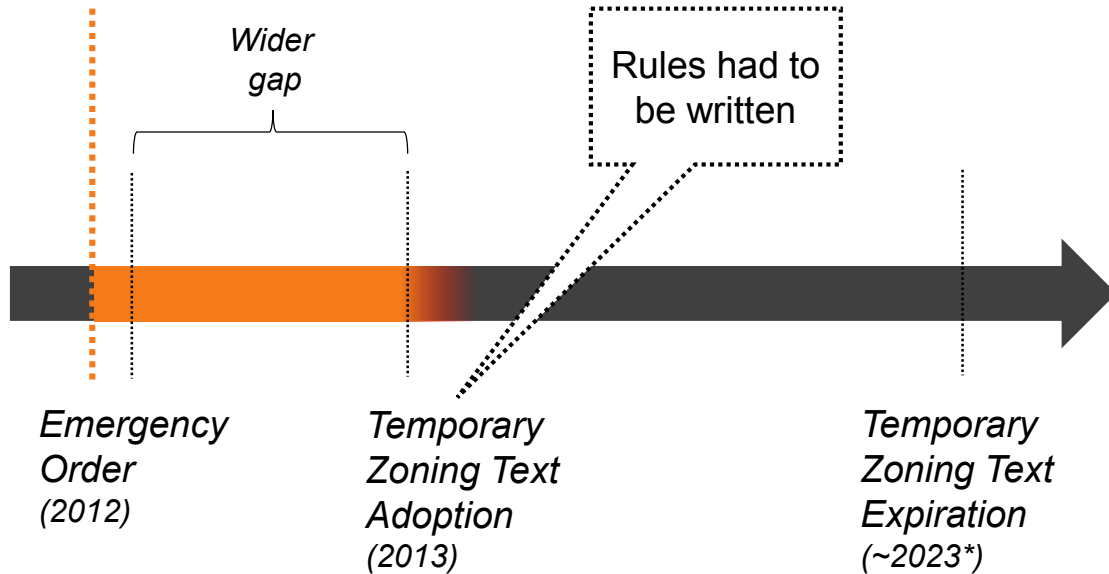 Wider
gap
Rules had to
be written
Emergency
Order
(2012)
Temporary
Zoning Text
Adoption
(2013)
Temporary
Zoning Text
Expiration
(~2023*)